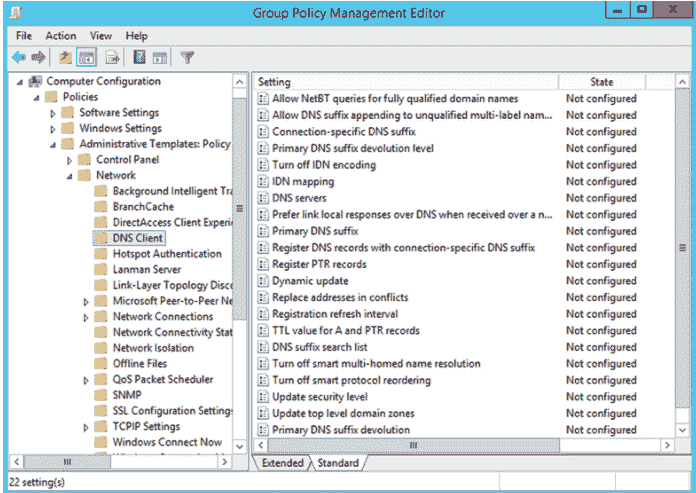 Group Policy Management Editor
File Action View Help
Computer Configuration
Policies
Software Settings
Windows Settings
Administrative Templates: Policy
Control Panel
Network
Background Intelligent Tra
BranchCache
DirectAccess Client Experie
DNS Client
Hotspot Authentication
Lanman Server
Link-Layer Topology Disco
Microsoft Peer-to-Peer Ne
Network Connections
Network Connectivity Stat
Network Isolation
Offline Files
QoS Packet Scheduler
SNMP
SSL Configuration Settings
TCPIP Settings
Windows Connect Now
Setting State
Allow NetBT queries for fully qualified domain names Not configured
Allow DNS suffix appending to unqualified multi-label nam... Not configured
Connection-specific DNS suffix Not configured
Primary DNS suffix devolution level Not configured
Turn off IDN encoding Not configured
IDN mapping Not configured
DNS servers Not configured
Prefer link local responses over DNS when received over a n... Not configured
Primary DNS suffix Not configured
Register DNS records with connection-specific DNS suffix Not configured
Register PTR records Not configured
Dynamic update Not configured
Replace addresses in conflicts Not configured
Registration refresh interval Not configured
TTL value for A and PTR records Not configured
DNS suffix search list Not configured
Turn off smart multi-homed name resolution Not configured
Turn off smart protocol reordering Not configured
Update security level Not configured
Update top level domain zones Not configured
Primary DNS suffix devolution Not configured
Extended Standard
22 setting(s)